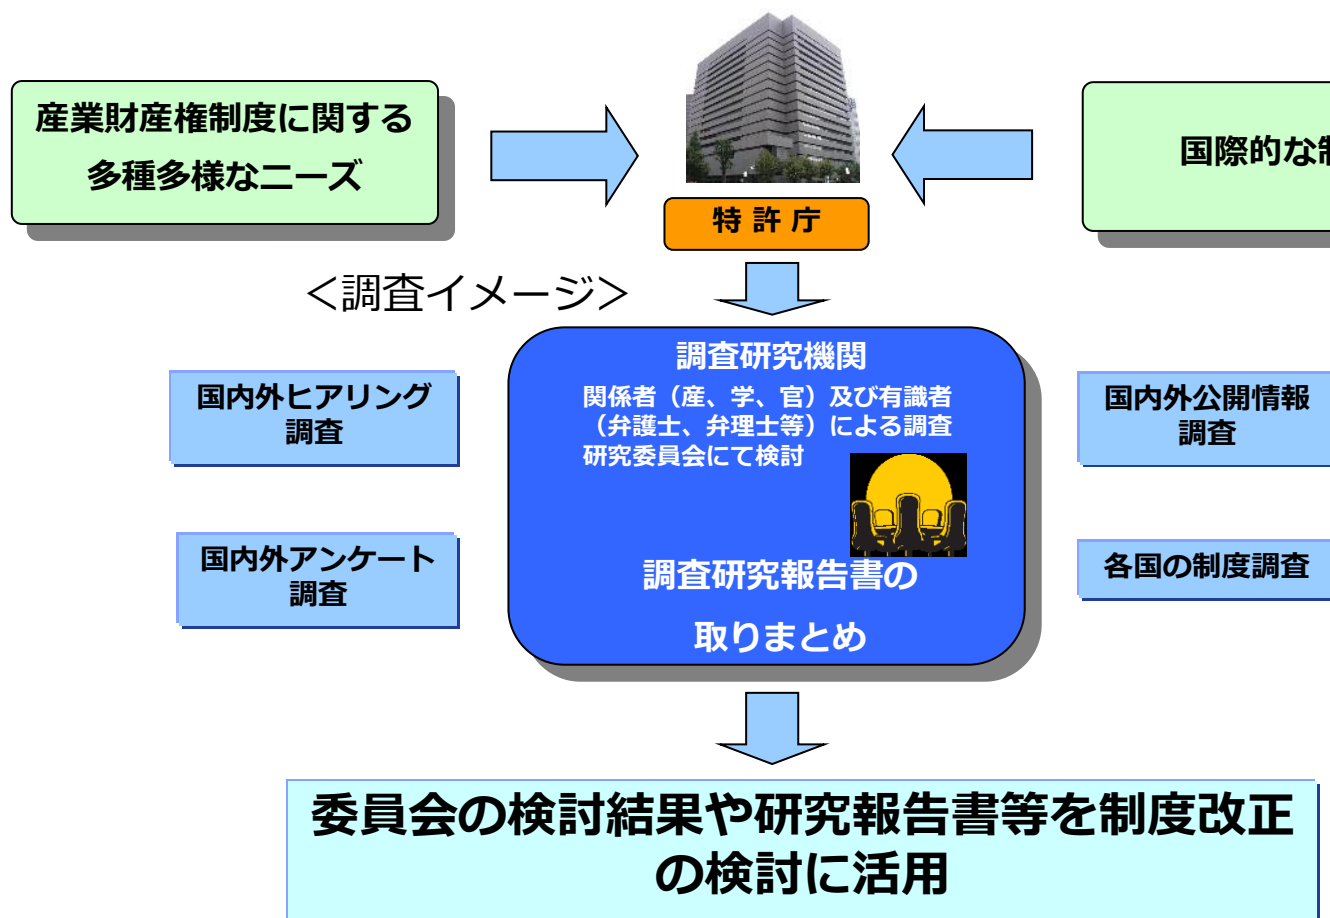 産業財産権制度に関する
多種多様なニーズ
国際的な
特 許 庁
＜調査イメージ＞
調査研究機関
関係者（産、学、官）及び有識者
（弁護士、弁理士等）による調査
研究委員会にて検討
国内外ヒアリング
調査
国内外公開情報
調査
国内外アンケート
調査
各国の制度調査
調査研究報告書の
取りまとめ
委員会の検討結果や研究報告書等を制度改正
の検討に活用